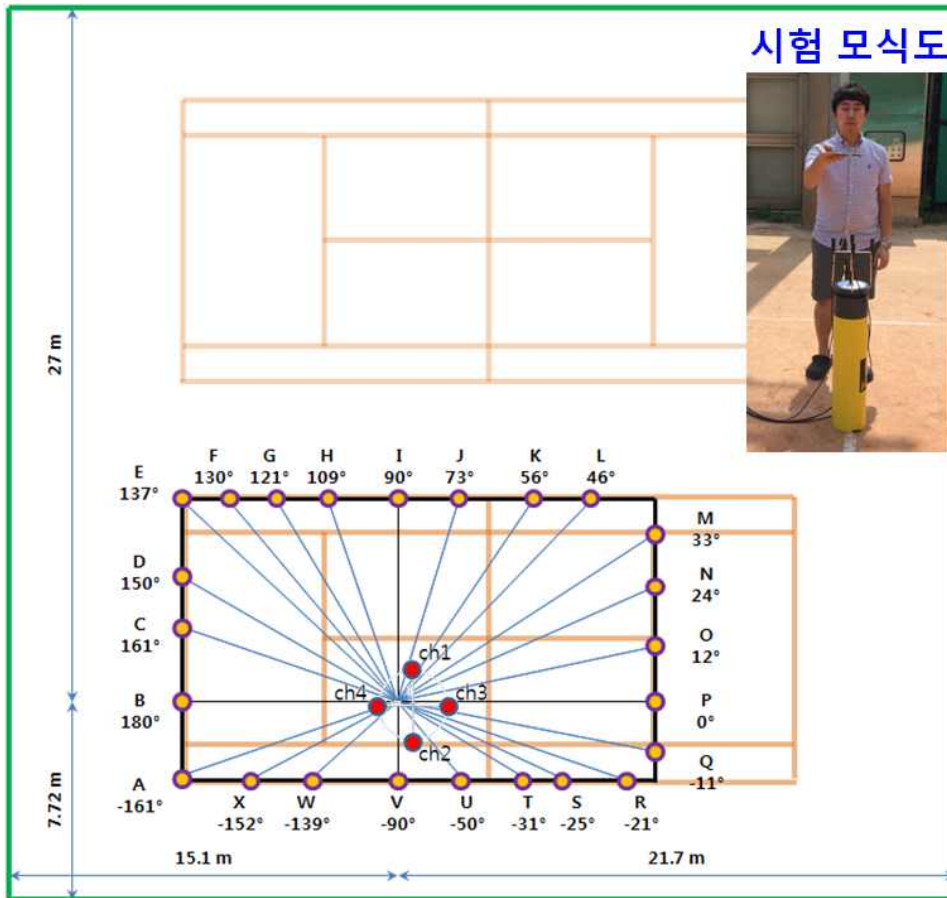 시험 모식도
27 m
F G H I J K L
E 130° 121° 109° 90° 73° 56° 46°
137°
M
33°
D
150°
N
24°
C
161°
O
12°
ch1
ch4 ch3
B
180°
P
0°
ch2
Q
-11°
A
-161°
X W V U T S R
-152° -139° -90° -50° -31° -25° -21°
7.72 m
15.1 m 21.7 m